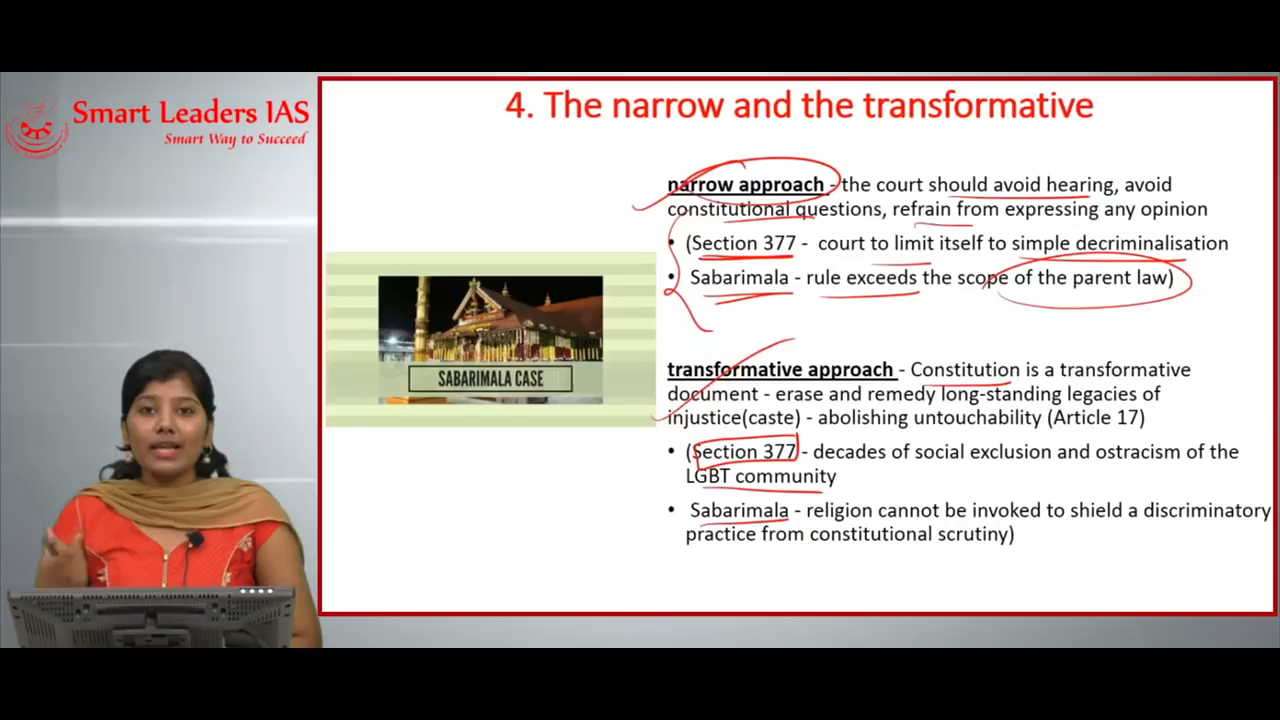 Smart Leaders IAS
Smart Way to Succeed
4. The narrow and the transformative
narrow approach - the court should avoid hearing, avoid
constitutional questions, refrain from expressing any opinion
• (Section 377 - court to limit itself to simple decriminalisation
• Sabarimala - rule exceeds the scope of the parent law)
SABARIMALA CASE
transformative approach - Constitution is a transformative
document - erase and remedy long-standing legacies of
injustice(caste) - abolishing untouchability (Article 17)
• (Section 377 - decades of social exclusion and ostracism of the
LGBT community
• Sabarimala - religion cannot be invoked to shield a discriminatory
practice from constitutional scrutiny)